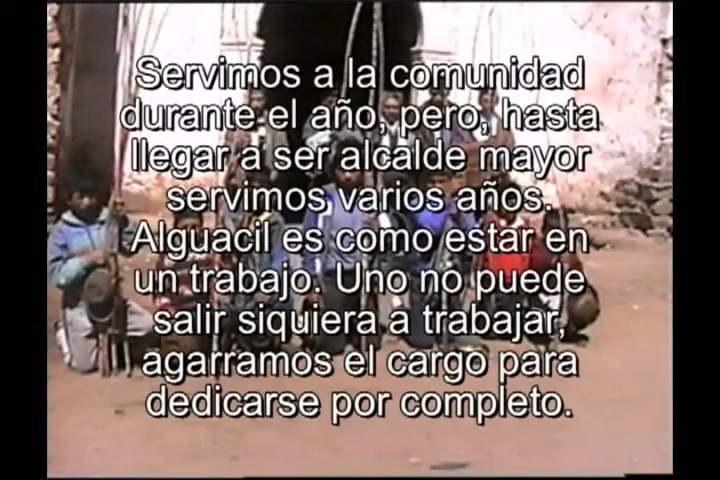 Servimos a la comunidad
durante el año, pero, hasta
llegar a ser alcalde mayor
servimos varios años.
Alguacil es como estar en
un trabajo. Uno no puede
salir siquiera a trabajar,
agarramos el cargo para
dedicarse por completo.